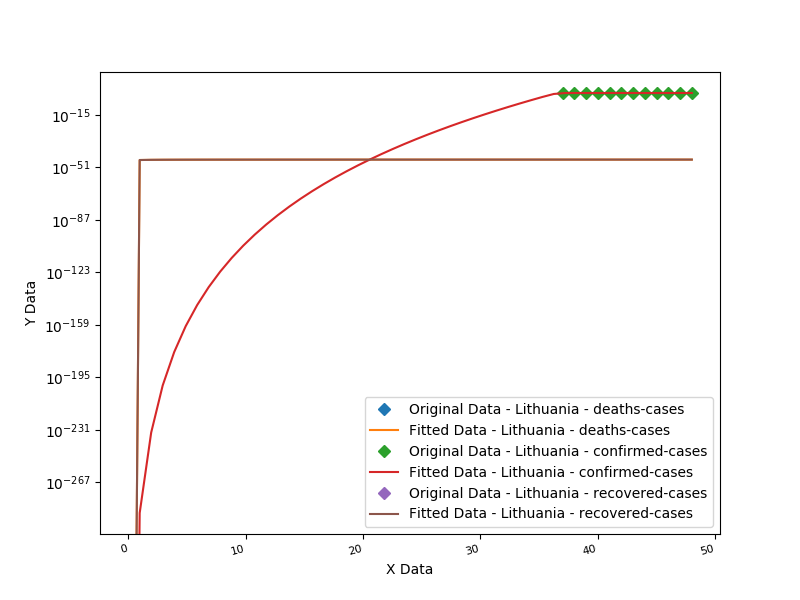 10^-15
10^-51
10^-87
10^-123
10^-159
10^-195
10^-231
10^-267
Y Data
Original Data - Lithuania - deaths-cases
Fitted Data - Lithuania - deaths-cases
Original Data - Lithuania - confirmed-cases
Fitted Data - Lithuania - confirmed-cases
Original Data - Lithuania - recovered-cases
Fitted Data - Lithuania - recovered-cases
0 10 20 30 40 50
X Data